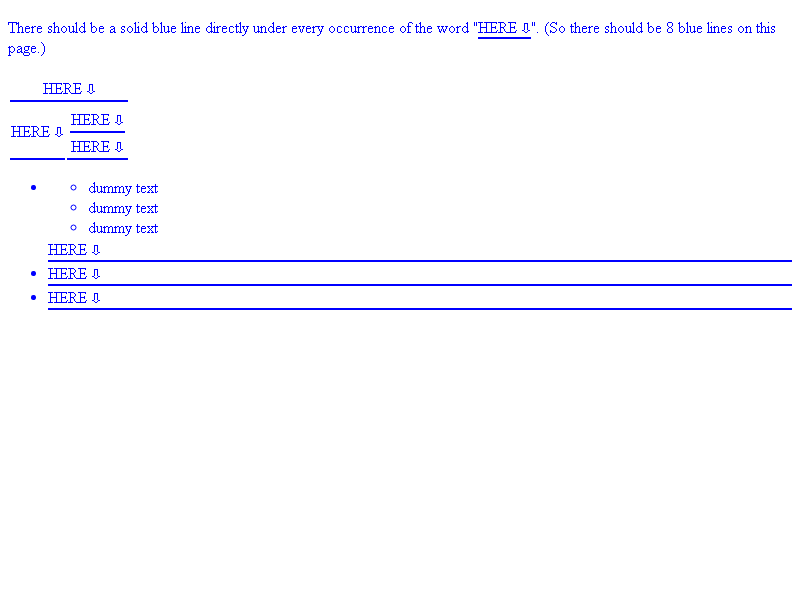 There should be a solid blue line directly under every occurrence of the word "HERE ⇩". (So there should be 8 blue lines on this
page.)
HERE ⇩
HERE ⇩
HERE ⇩
HERE ⇩
dummy text
dummy text
dummy text
HERE ⇩
HERE ⇩
HERE ⇩